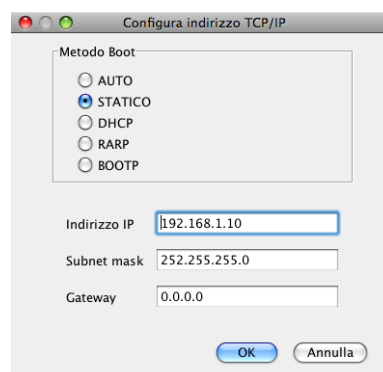 Configura indirizzo TCP/IP
Metodo Boot
AUTO
STATICO
DHCP
RARP
BOOTP
Indirizzo IP 192.168.1.10
Subnet mask 252.255.255.0
Gateway 0.0.0.0
OK Annulla